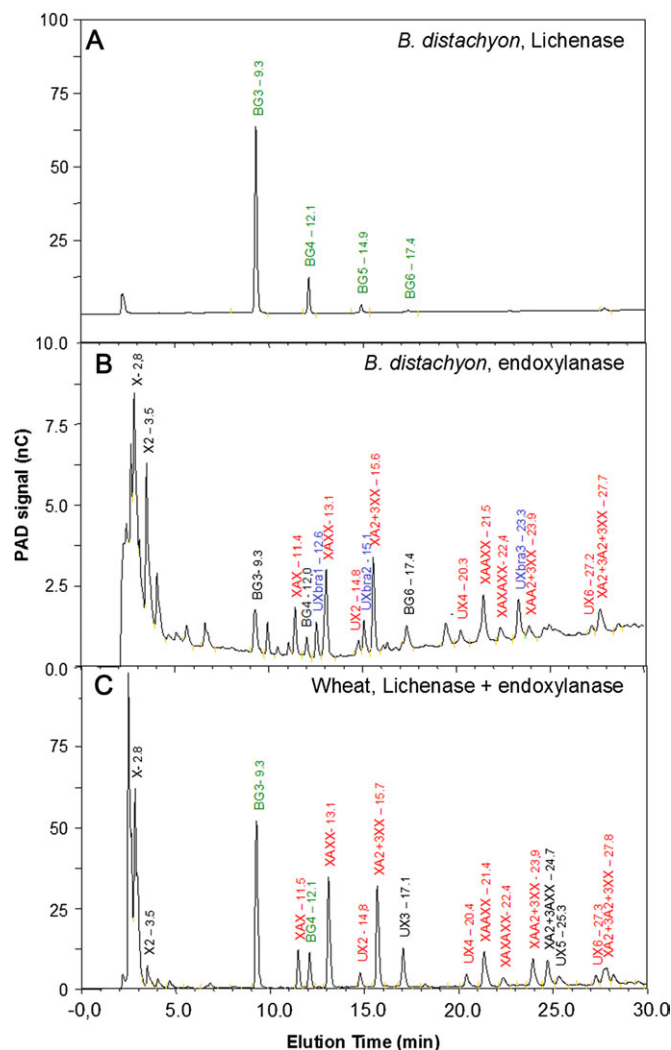 100
A
B. distachyon, Lichenase
BG3 – 9.3
75
50
25
BG4 – 12.1
BG5 – 14.9
BG6 – 17.4
10.0
B
B. distachyon, endoxylanase
7.5
5.0
2.5
0.0
X- 2,8
X2 – 3.5
BG3- 9.3
XAX – 11.4
BG4 – 12,0
UXbra1 – 12,6
XAXX- 13.1
UX2 – 14.8
UXbra2 - 15,1
XA2+3XX – 15.6
BG6 – 17.4
UX4 – 20.3
XAAXX – 21.5
XAXAXX – 22,4
UXbra3 – 23,3
XAA2+3XX – 23.9
UX6 – 27.2
XA2+3A2+3XX – 27.7
PAD signal (nC)
C
Wheat, Lichenase + endoxylanase
75
50
25
0
X- 2.8
X2 – 3.5
BG3- 9.3
XAX – 11.5
BG4 – 12.1
XAXX- 13.1
UX2 - 14,8
XA2+3XX – 15.7
UX3 – 17.1
UX4 – 20.4
XAAXX – 21.4
XAXAXX- 22.4
XAA2+3XX - 23,9
XA2+3AXX – 24.7
UX5 – 25.3
UX6 – 27,3
XA2+3A2+3XX – 27.8
-0,0
5.0
10.0
15.0
20.0
25.0
30.0
Elution Time (min)